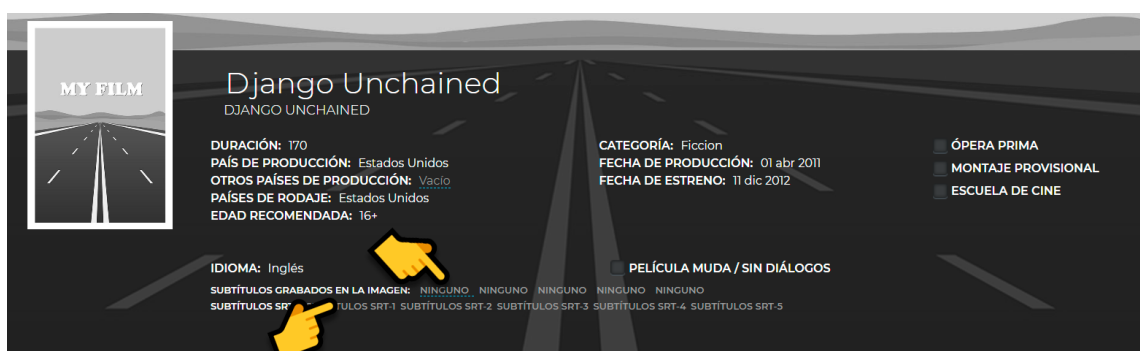 MY FILM
Django Unchained
DJANGO UNCHAINED
DURACIÓN: 170
PAÍS DE PRODUCCIÓN: Estados Unidos
OTROS PAÍSES DE PRODUCCIÓN: Vacío
PAÍSES DE RODAJE: Estados Unidos
EDAD RECOMENDADA: 16+
CATEGORÍA: Ficcion
FECHA DE PRODUCCIÓN: 01 abr 2011
FECHA DE ESTRENO: 11 dic 2012
ÓPERA PRIMA
MONTAJE PROVISIONAL
ESCUELA DE CINE
IDIOMA: Inglés
PELÍCULA MUDA / SIN DIÁLOGOS
SUBTÍTULOS GRABADOS EN LA IMAGEN: NINGUNO NINGUNO NINGUNO NINGUNO NINGUNO
SUBTÍTULOS SRT-1 SUBTÍTULOS SRT-2 SUBTÍTULOS SRT-3 SUBTÍTULOS SRT-4 SUBTÍTULOS SRT-5